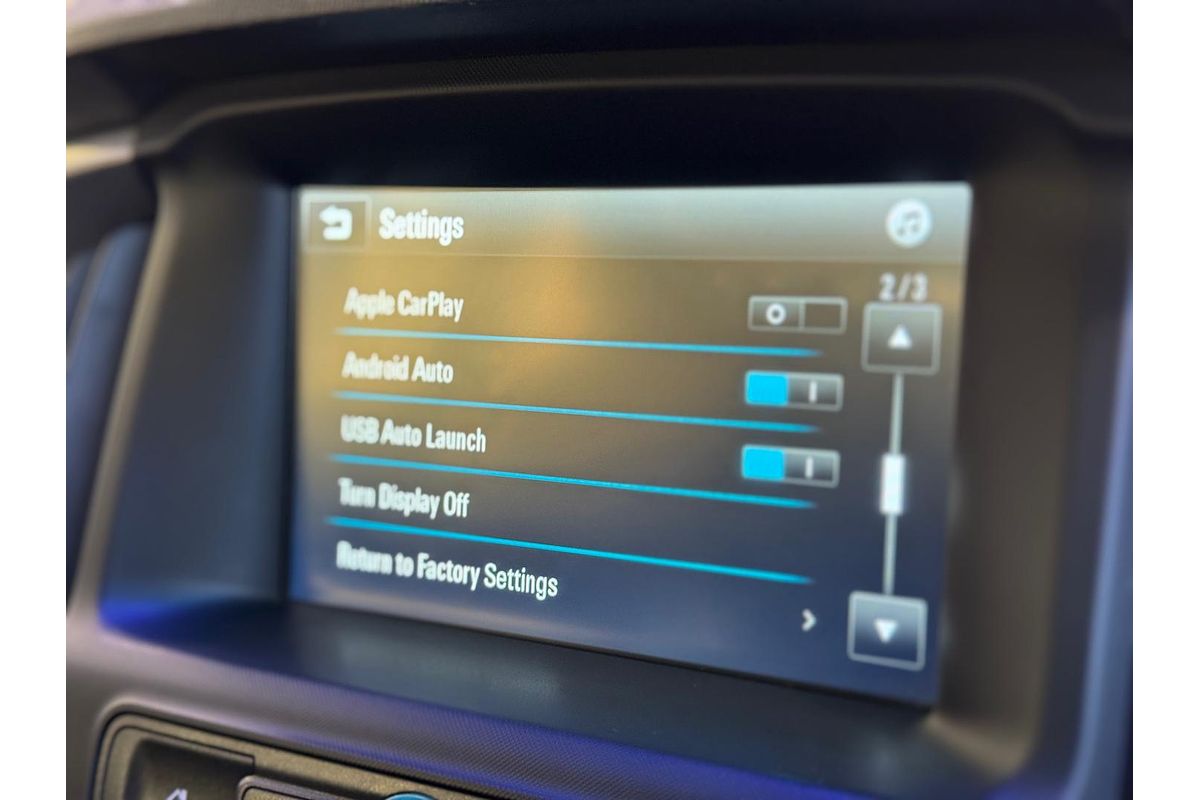 Settings
2/3
Apple CarPlay
Android Auto
USB Auto Launch
Turn Display Off
Return to Factory Settings